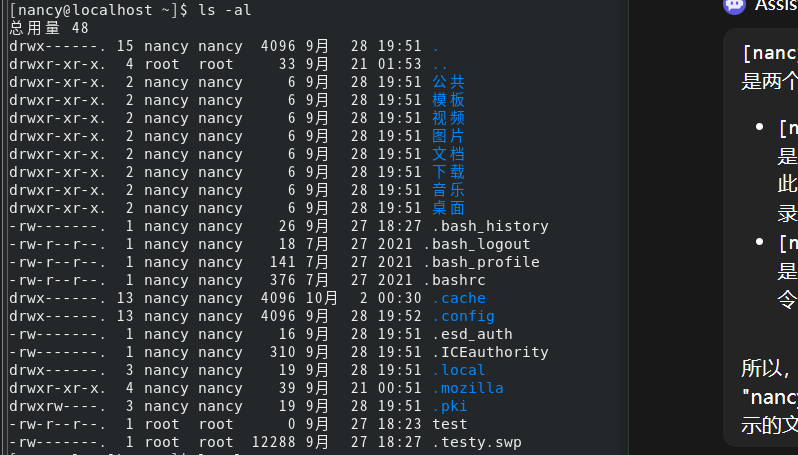 [nancy@localhost ~]$ ls -al
总用量 48
drwx------. 15 nancy nancy  4096 9月  28 19:51 .
drwxr-xr-x.  4 root  root     33 9月  21 01:53 ..
drwxr-xr-x.  2 nancy nancy     6 9月  28 19:51 公共
drwxr-xr-x.  2 nancy nancy     6 9月  28 19:51 模板
drwxr-xr-x.  2 nancy nancy     6 9月  28 19:51 视频
drwxr-xr-x.  2 nancy nancy     6 9月  28 19:51 图片
drwxr-xr-x.  2 nancy nancy     6 9月  28 19:51 文档
drwxr-xr-x.  2 nancy nancy     6 9月  28 19:51 下载
drwxr-xr-x.  2 nancy nancy     6 9月  28 19:51 音乐
drwxr-xr-x.  2 nancy nancy     6 9月  28 19:51 桌面
-rw-------.  1 nancy nancy    26 9月  27 18:27 .bash_history
-rw-r--r--.  1 nancy nancy    18 7月  27 2021 .bash_logout
-rw-r--r--.  1 nancy nancy   141 7月  27 2021 .bash_profile
-rw-r--r--.  1 nancy nancy   376 7月  27 2021 .bashrc
drwx------. 13 nancy nancy  4096 10月  2 00:30 .cache
drwx------. 13 nancy nancy  4096 9月  28 19:52 .config
-rw-------.  1 nancy nancy    16 9月  28 19:51 .esd_auth
-rw-------.  1 nancy nancy   310 9月  28 19:51 .ICEauthority
drwx------.  3 nancy nancy    19 9月  28 19:51 .local
drwxr-xr-x.  4 nancy nancy    39 9月  21 00:51 .mozilla
drwxrw----.  3 nancy nancy    19 9月  28 19:51 .pki
-rw-r--r--.  1 root  root      0 9月  27 18:23 test
-rw-------.  1 root  root  12288 9月  27 18:27 .testy.swp
Assis
[nanc
是两个
[n
是
此
录
[n
是
令
所以，
"nancy
示的文